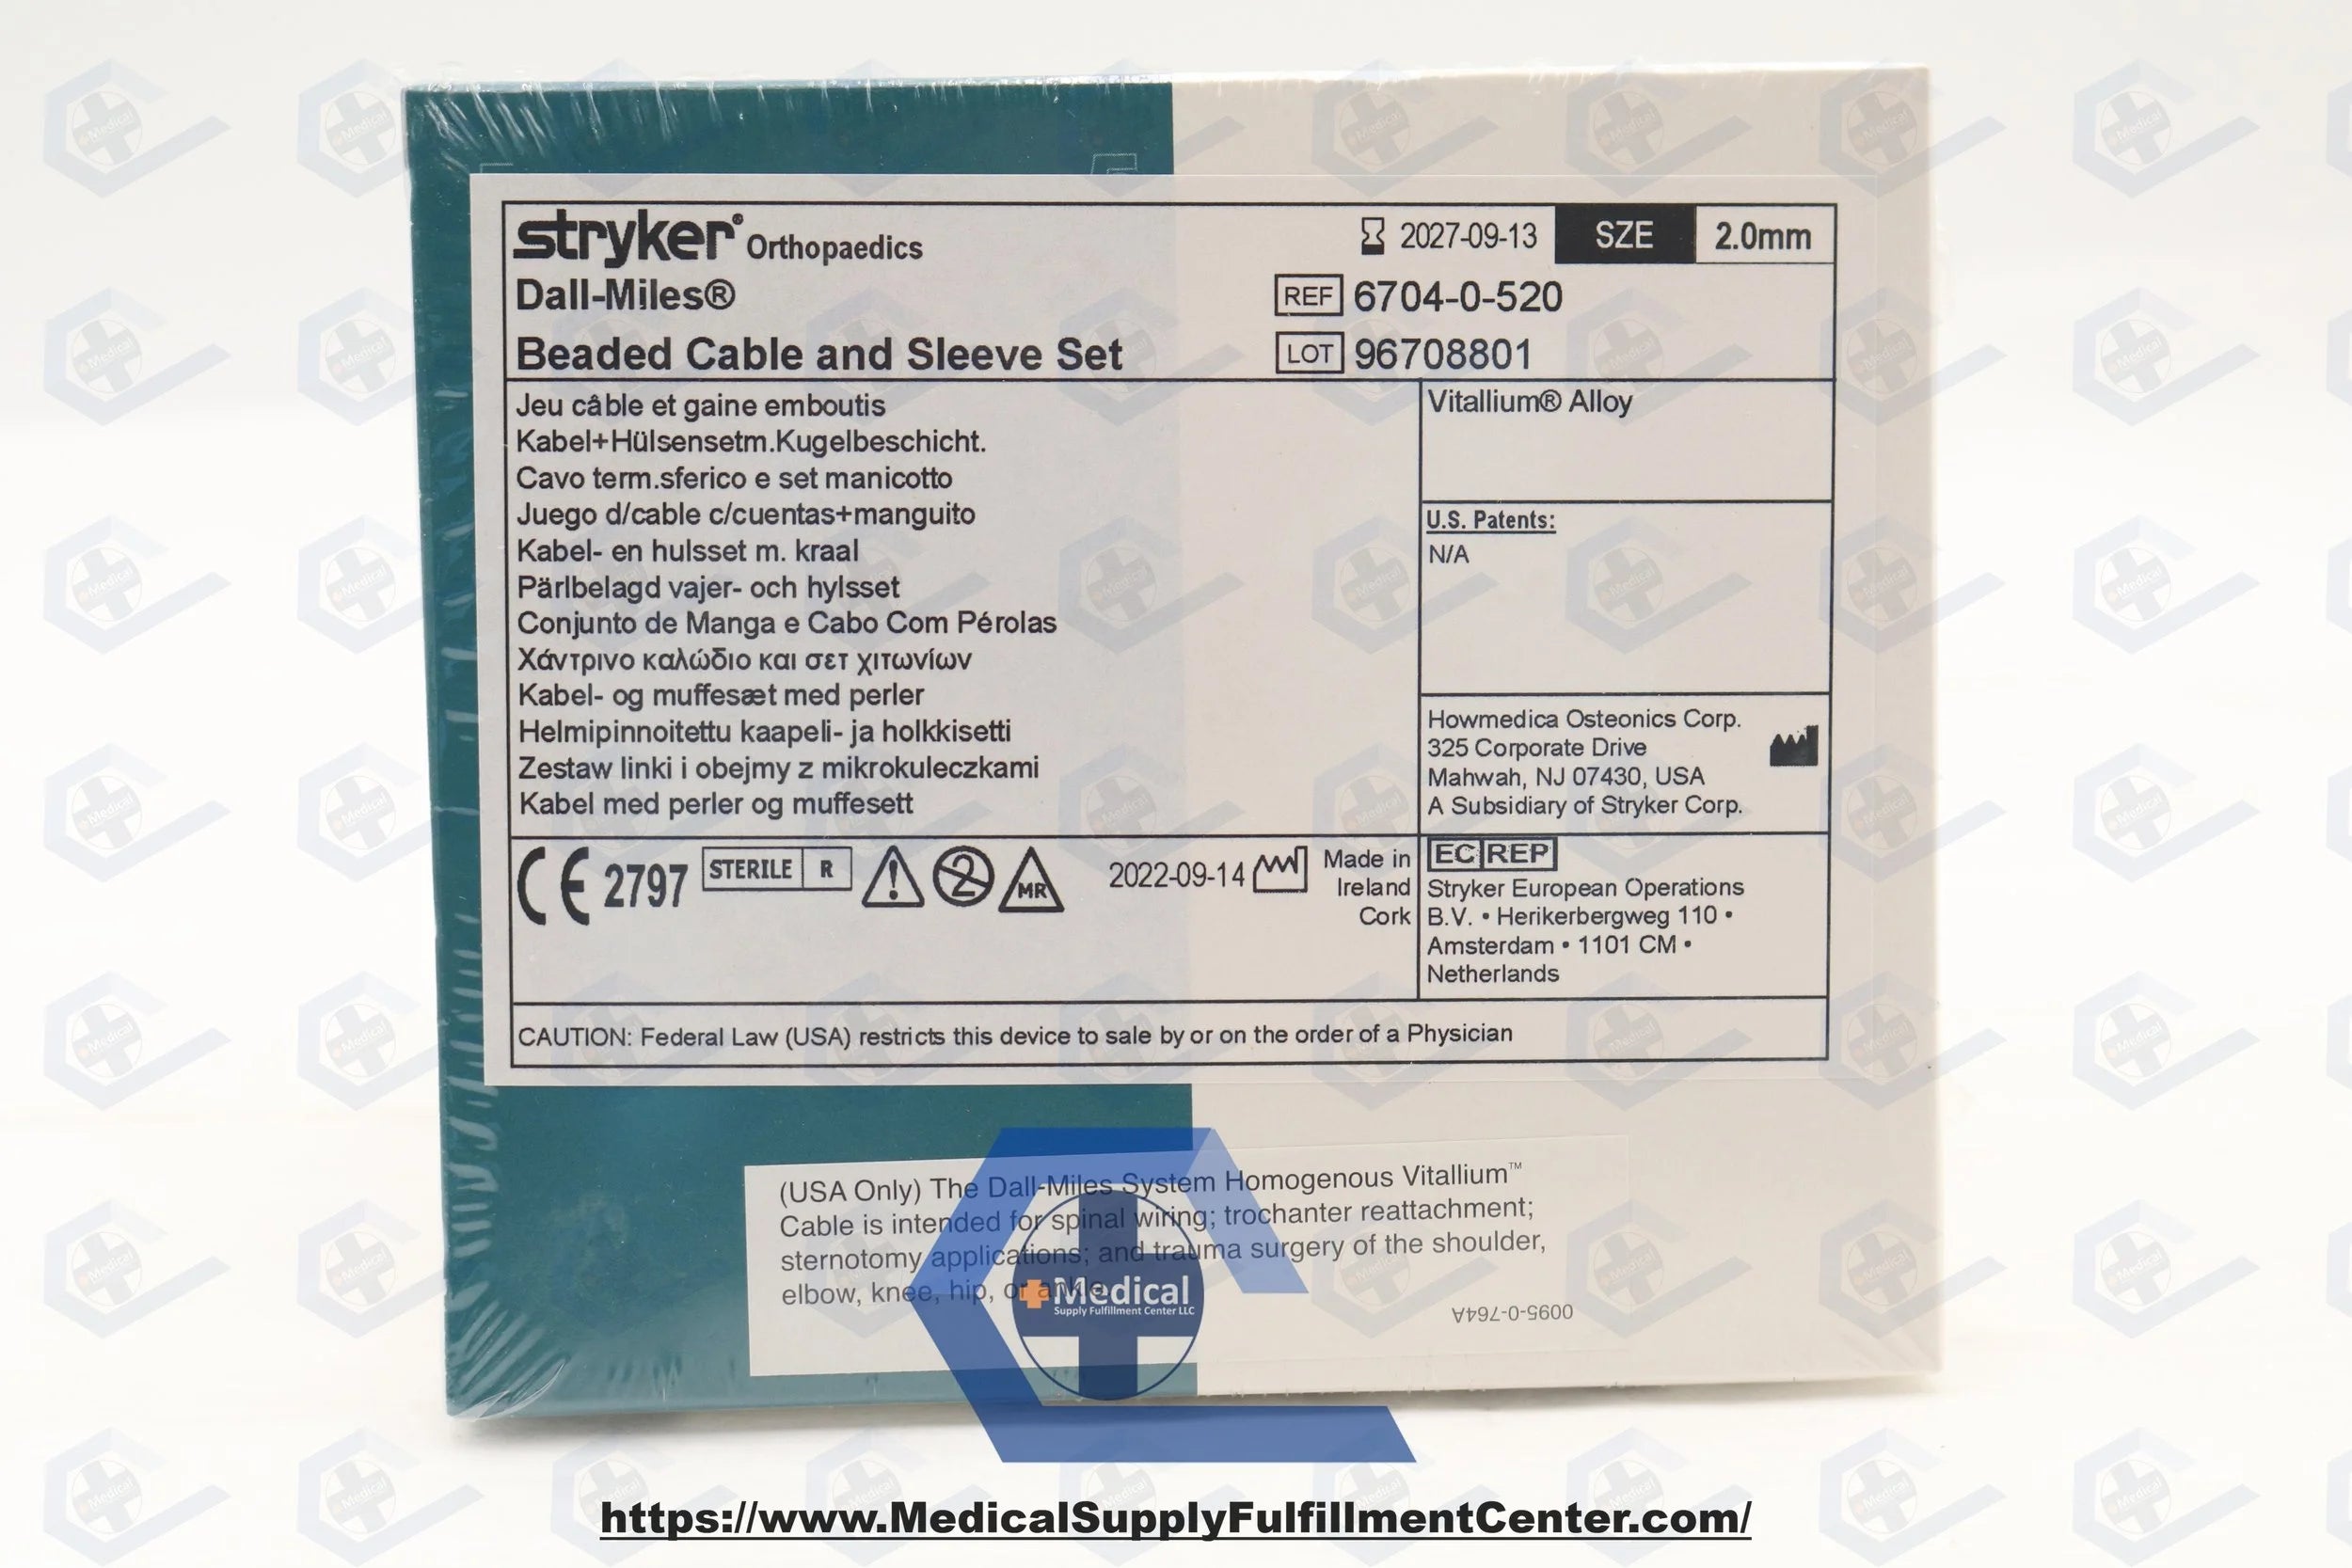 stryker® Orthopaedics
2027-09-13 SZE 2.0mm
Dall-Miles®
REF 6704-0-520
Beaded Cable and Sleeve Set
LOT 96708801
Jeu câble et gaine emboutis
Kabel+Hülsensetm.Kugelbeschicht.
Cavo term.sferico e set manicotto
Juego d/cable c/cuentas+manguito
Kabel- en hulsset m. kraal
Pärlbelagd vajer- och hylsset
Conjunto de Manga e Cabo Com Pérolas
Χάντρινο καλώδιο και σετ χιτωνίων
Kabel- og muffesæt med perler
Helmipinnoitettu kaapeli- ja holkkisetti
Zestaw linki i obejmy z mikrokuleczkami
Kabel med perler og muffesett
Vitallium® Alloy
U.S. Patents:
N/A
Howmedica Osteonics Corp.
325 Corporate Drive
Mahwah, NJ 07430, USA
A Subsidiary of Stryker Corp.
CE 2797 STERILE R 2 MR
2022-09-14
Made in
Ireland
Cork
EC REP
Stryker European Operations
B.V. • Herikerbergweg 110 •
Amsterdam • 1101 CM •
Netherlands
CAUTION: Federal Law (USA) restricts this device to sale by or on the order of a Physician
(USA Only) The Dall-Miles System Homogenous Vitallium™
Cable is intended for spinal wiring; trochanter reattachment;
sternotomy applications; and trauma surgery of the shoulder,
elbow, knee, hip, or ankle.
0095-0-764A
Medical
Supply Fulfillment Center LLC
https://www.MedicalSupplyFulfillmentCenter.com/